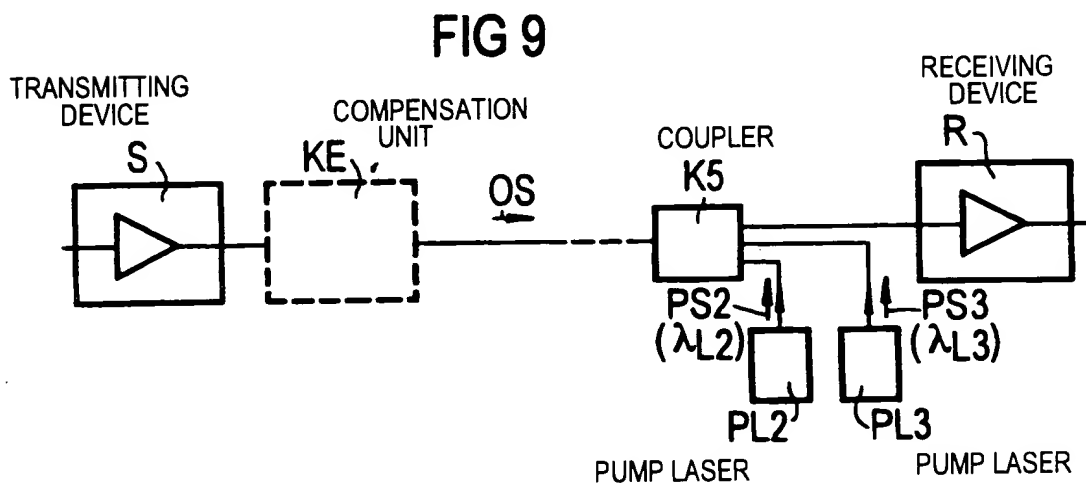 FIG 9
TRANSMITTING
DEVICE
S
COMPENSATION
UNIT
KE
OS
COUPLER
K5
RECEIVING
DEVICE
R
PS2
(λL2)
PS3
(λL3)
PL2
PL3
PUMP LASER
PUMP LASER